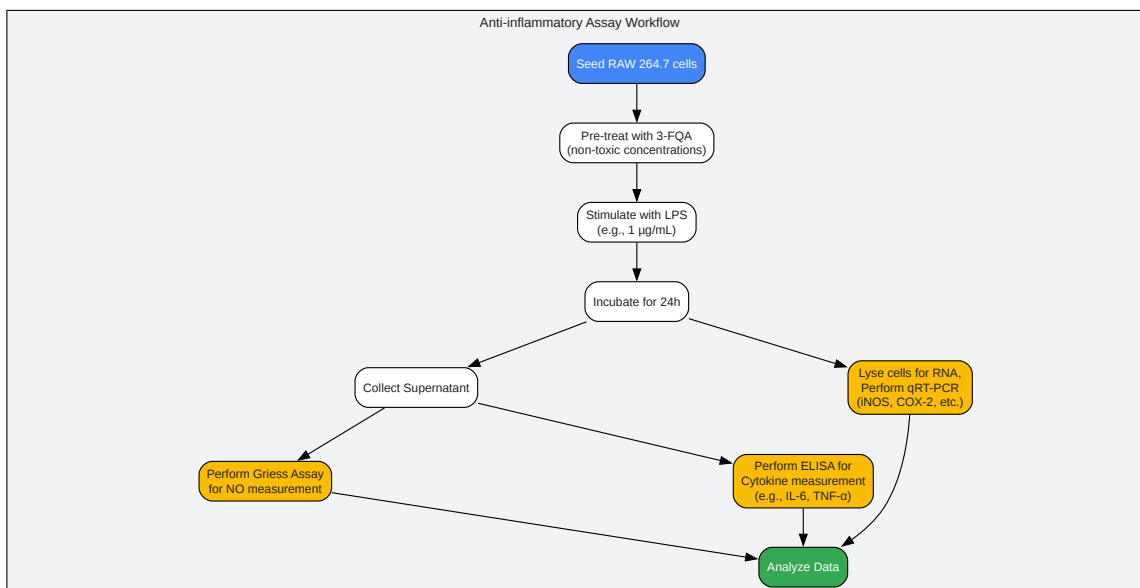 Anti-inflammatory Assay Workflow
Seed RAW 264.7 cells
Pre-treat with 3-FQA
(non-toxic concentrations)
Stimulate with LPS
(e.g., 1 µg/mL)
Incubate for 24h
Collect Supernatant
Lyse cells for RNA,
Perform qRT-PCR
(iNOS, COX-2, etc.)
Perform Griess Assay
for NO measurement
Perform ELISA for
Cytokine measurement
(e.g., IL-6, TNF-α)
Analyze Data